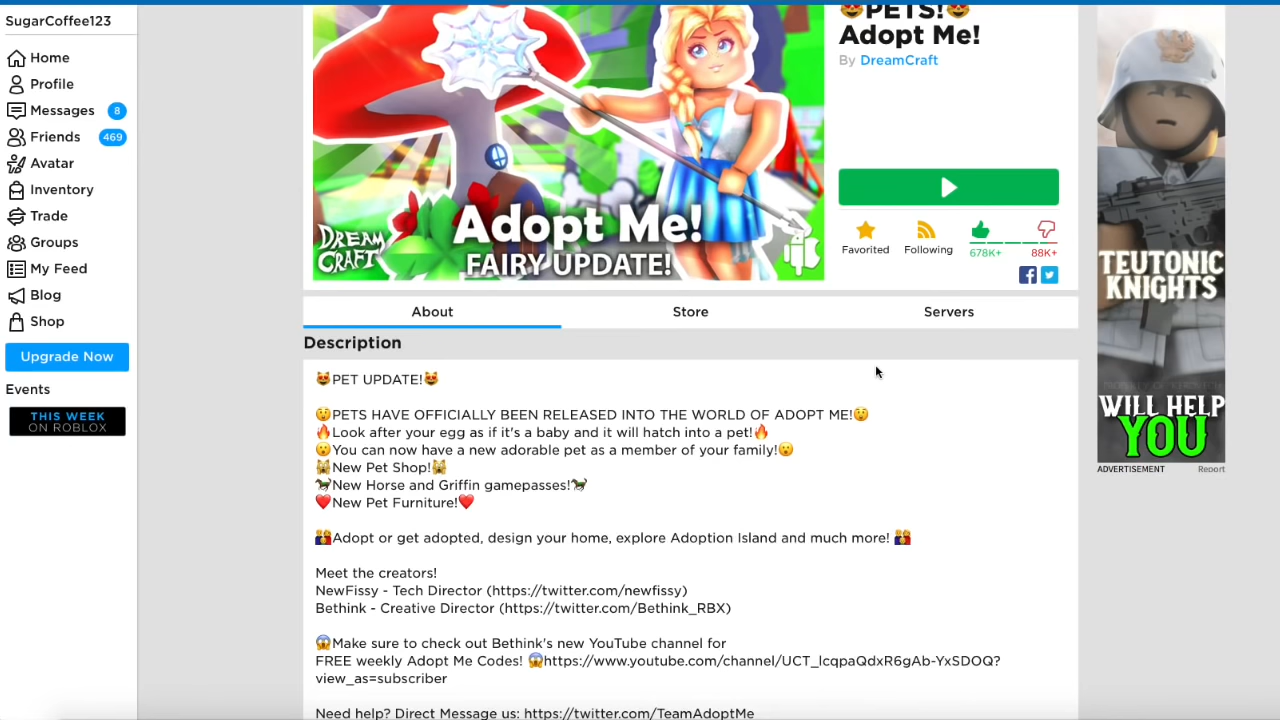 SugarCoffee123
Home
Profile
Messages 8
Friends 469
Avatar
Inventory
Trade
Groups
My Feed
Blog
Shop
Upgrade Now
Events
THIS WEEK
ON ROBLOX
DREAM
CRAFT
Adopt Me!
FAIRY UPDATE!
😻PETS!😻
Adopt Me!
By DreamCraft
Favorited
Following
678K+
88K+
About
Store
Servers
Description
😻PET UPDATE!😻
😲PETS HAVE OFFICIALLY BEEN RELEASED INTO THE WORLD OF ADOPT ME!😲
🔥Look after your egg as if it's a baby and it will hatch into a pet!🔥
😮You can now have a new adorable pet as a member of your family!😮
🙀New Pet Shop!🙀
🐎New Horse and Griffin gamepasses!🐎
❤️New Pet Furniture!❤️
👪Adopt or get adopted, design your home, explore Adoption Island and much more! 👪
Meet the creators!
NewFissy - Tech Director (https://twitter.com/newfissy)
Bethink - Creative Director (https://twitter.com/Bethink_RBX)
😱Make sure to check out Bethink's new YouTube channel for
FREE weekly Adopt Me Codes! 😱https://www.youtube.com/channel/UCT_lcqpaQdxR6gAb-YxSDOQ?
view_as=subscriber
Need help? Direct Message us: https://twitter.com/TeamAdoptMe
TEUTONIC
KNIGHTS
WILL HELP
YOU
ADVERTISEMENT
Report